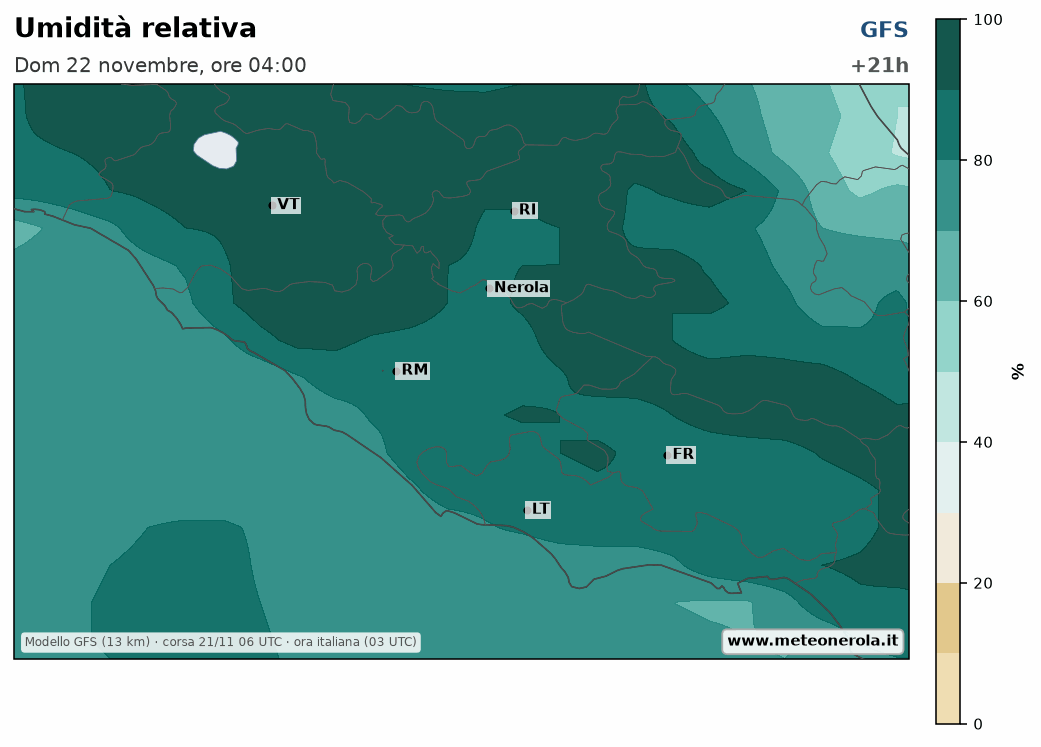 Umidità relativa
GFS
Dom 22 novembre, ore 04:00
+21h
100
80
60
40
20
0
%
VT
RI
Nerola
RM
FR
LT
Modello GFS (13 km) · corsa 21/11 06 UTC · ora italiana (03 UTC)
www.meteonerola.it